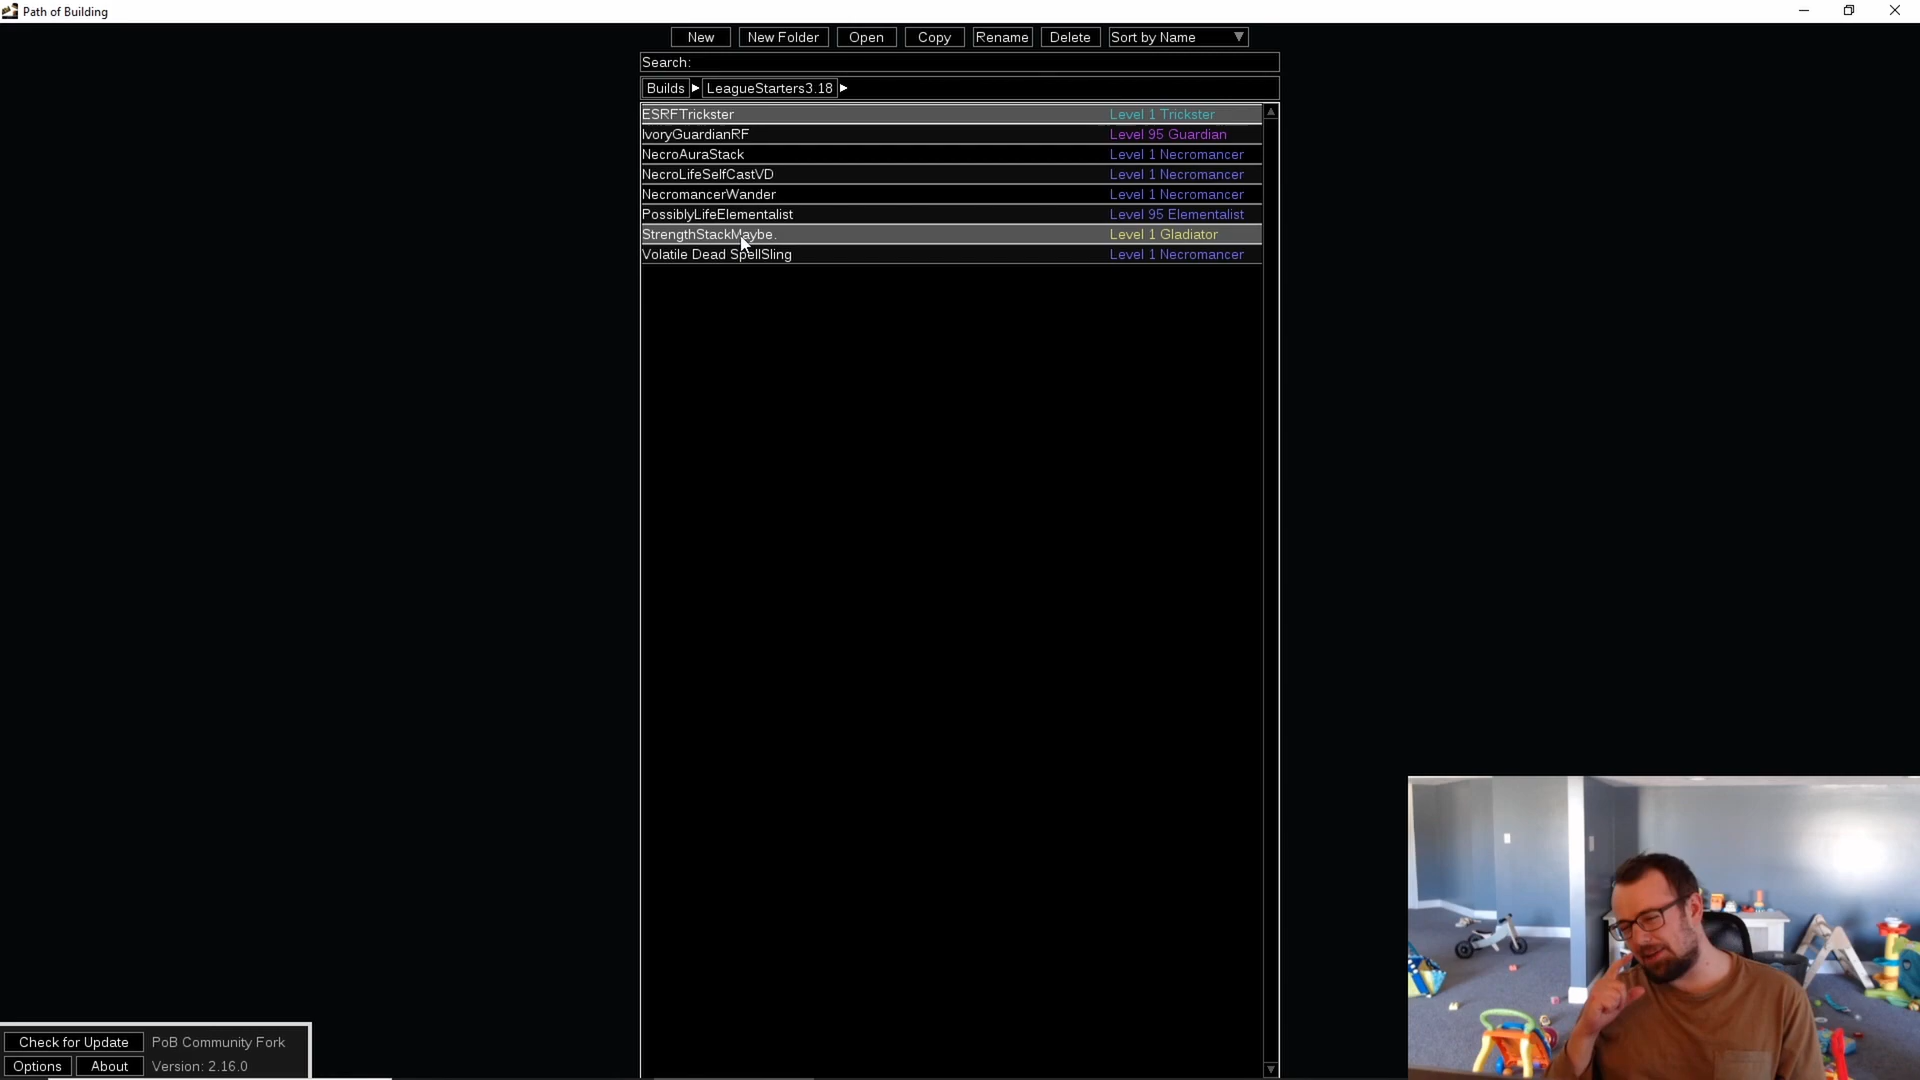 Path of Building
New New Folder Open Copy Rename Delete Sort by Name
Search:
Builds LeagueStarters3.18
ESRFTrickster Level 1 Trickster
IvoryGuardianRF Level 95 Guardian
NecroAuraStack Level 1 Necromancer
NecroLifeSelfCastVD Level 1 Necromancer
NecromancerWander Level 1 Necromancer
PossiblyLifeElementalist Level 95 Elementalist
StrengthStackMaybe. Level 1 Gladiator
Volatile Dead SpellSling Level 1 Necromancer
Check for Update PoB Community Fork
Options About Version: 2.16.0